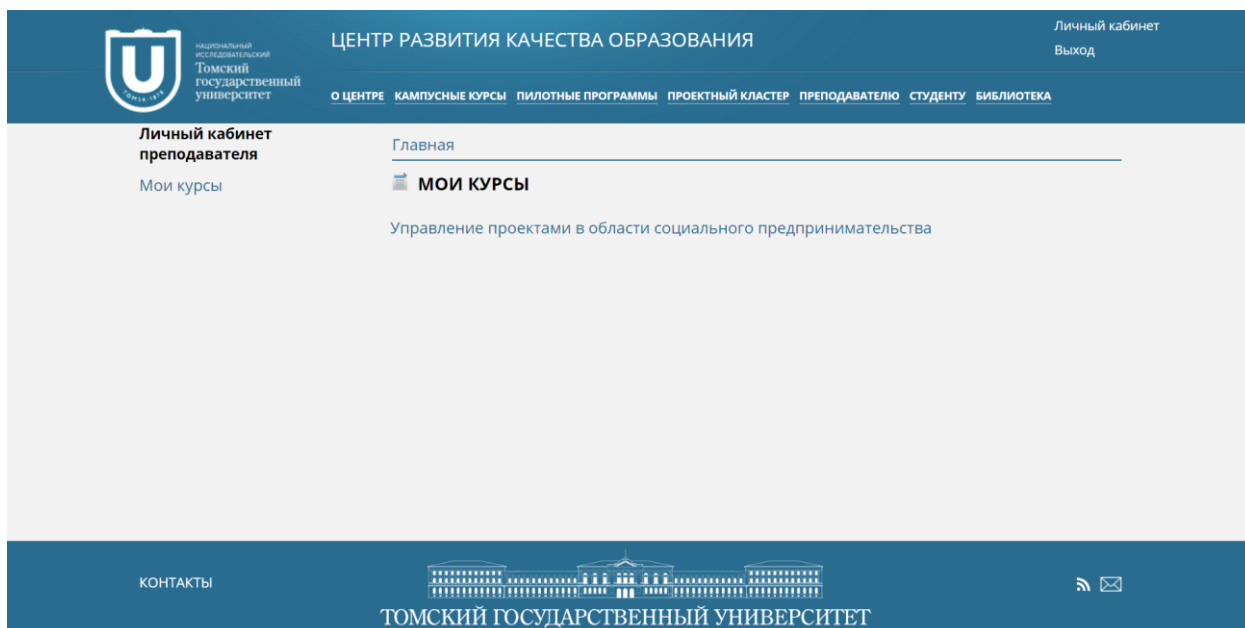 НАЦИОНАЛЬНЫЙ
ИССЛЕДОВАТЕЛЬСКИЙ
Томский
государственный
университет
ТОМСК·1878
ЦЕНТР РАЗВИТИЯ КАЧЕСТВА ОБРАЗОВАНИЯ
Личный кабинет
Выход
О ЦЕНТРЕ КАМПУСНЫЕ КУРСЫ ПИЛОТНЫЕ ПРОГРАММЫ ПРОЕКТНЫЙ КЛАСТЕР ПРЕПОДАВАТЕЛЮ СТУДЕНТУ БИБЛИОТЕКА
Личный кабинет
преподавателя
Мои курсы
Главная
МОИ КУРСЫ
Управление проектами в области социального предпринимательства
КОНТАКТЫ
ТОМСКИЙ ГОСУДАРСТВЕННЫЙ УНИВЕРСИТЕТ